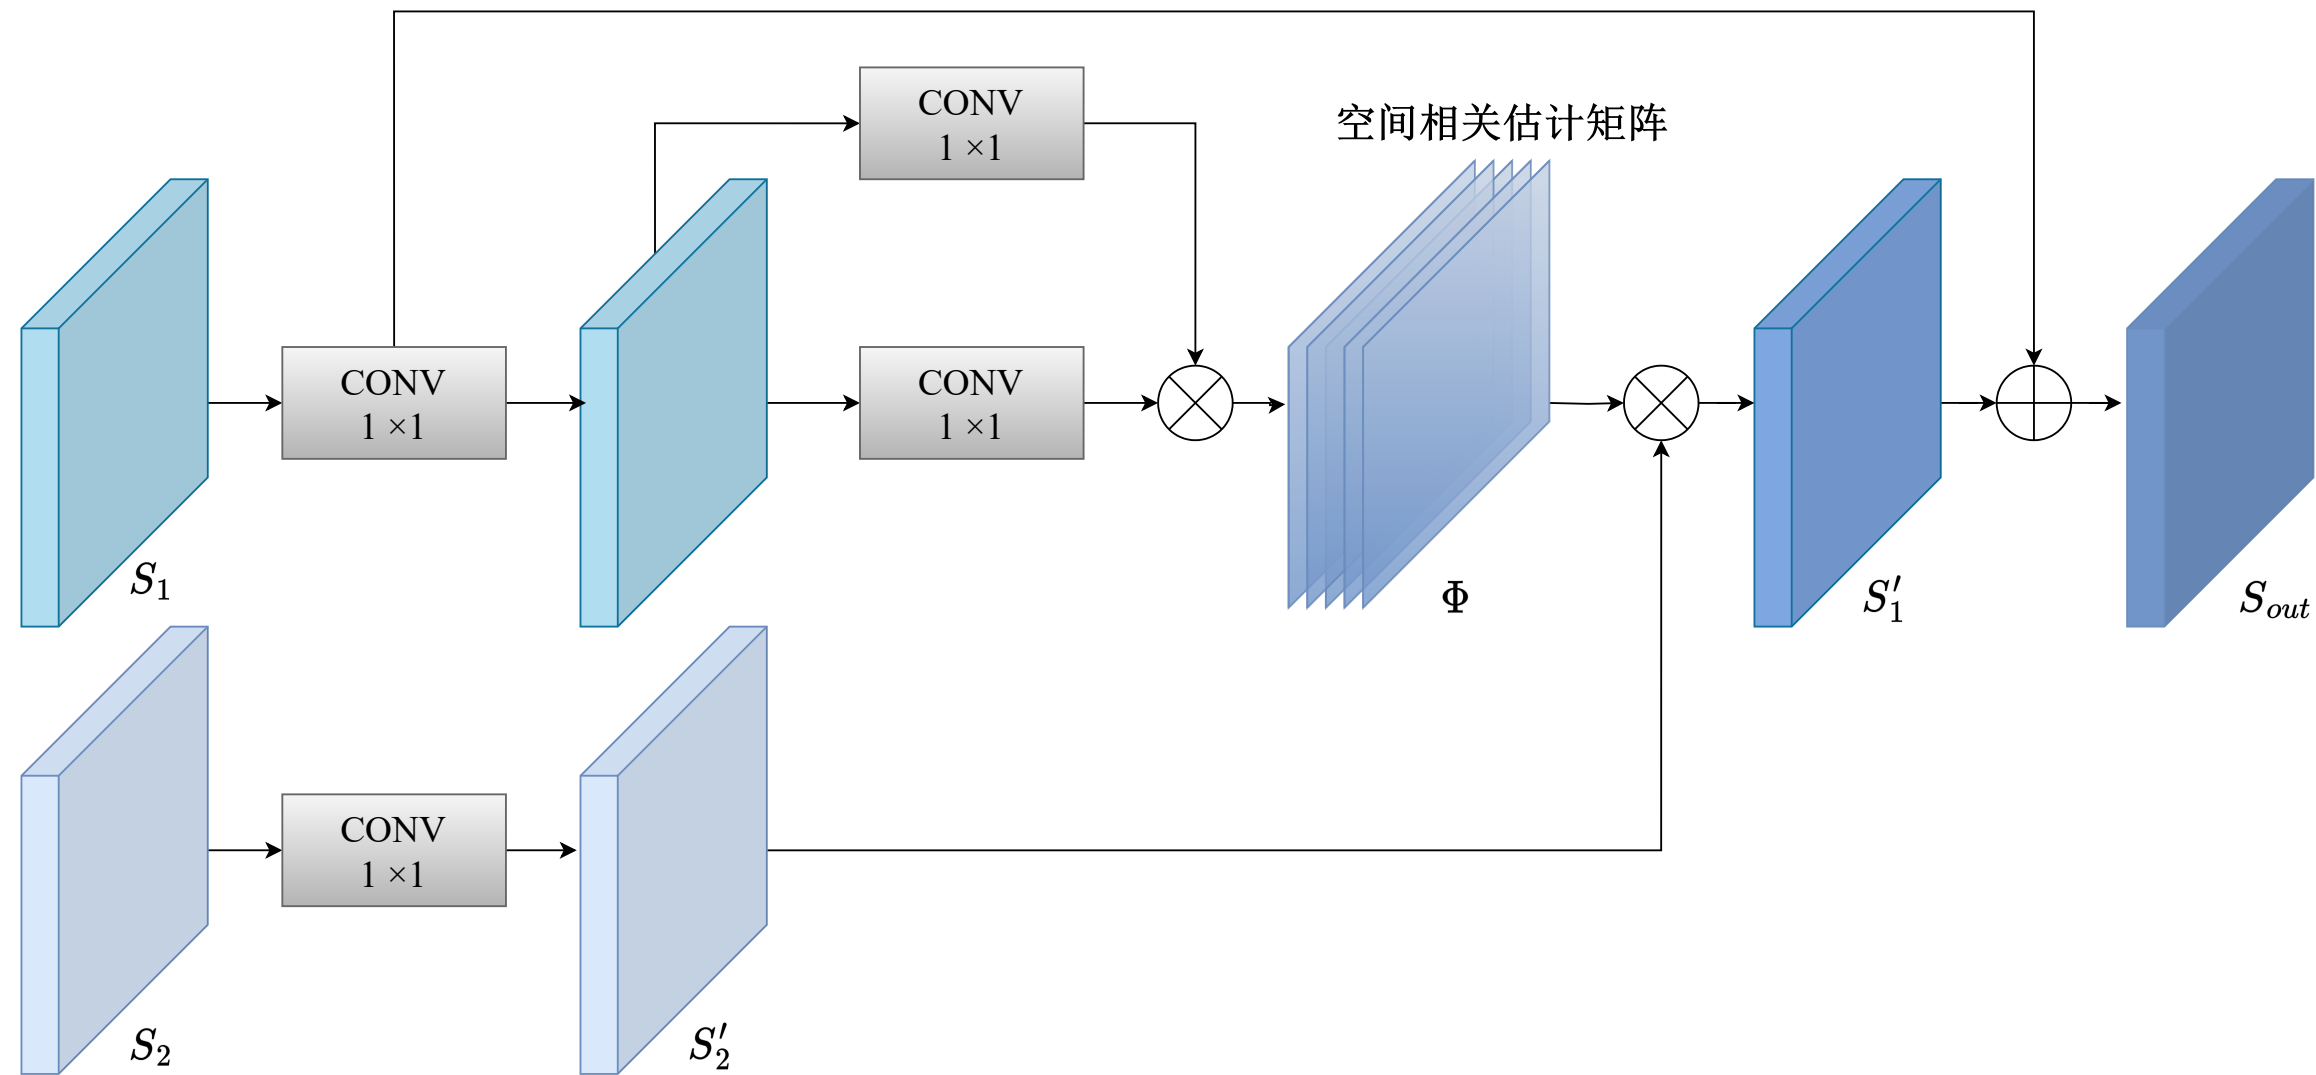 CONV
1 ×1
空间相关估计矩阵
CONV
1 ×1
CONV
1 ×1
S₁
Φ
S′₁
Sₒᵤₜ
CONV
1 ×1
S₂
S′₂